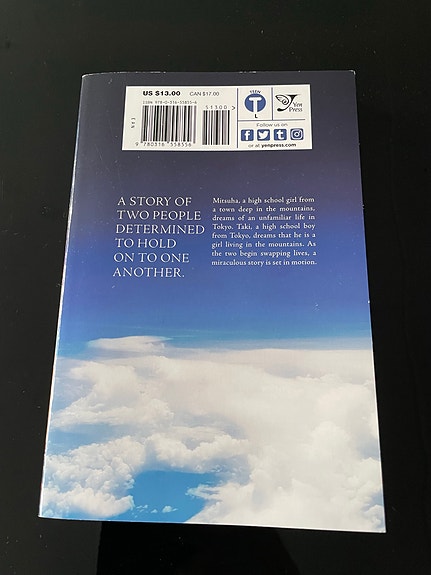 US $13.00 CAN $17.00
ISBN 978-0-316-55855-6
51300>
EAN
9 780316 558556
TEEN
T
L
Yen
Press
Follow us on
or at yenpress.com
A STORY OF
TWO PEOPLE
DETERMINED
TO HOLD
ON TO ONE
ANOTHER.
Mitsuha, a high school girl from
a town deep in the mountains,
dreams of an unfamiliar life in
Tokyo. Taki, a high school boy
from Tokyo, dreams that he is a
girl living in the mountains. As
the two begin swapping lives, a
miraculous story is set in motion.